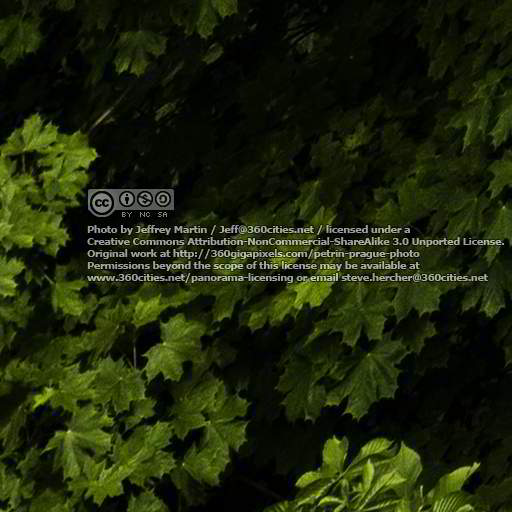 cc
BY NC SA
Photo by Jeffrey Martin / Jeff@360cities.net / licensed under a
Creative Commons Attribution-NonCommercial-ShareAlike 3.0 Unported License.
Original work at http://360gigapixels.com/petrin-prague-photo
Permissions beyond the scope of this license may be available at
www.360cities.net/panorama-licensing or email steve.hercher@360cities.net